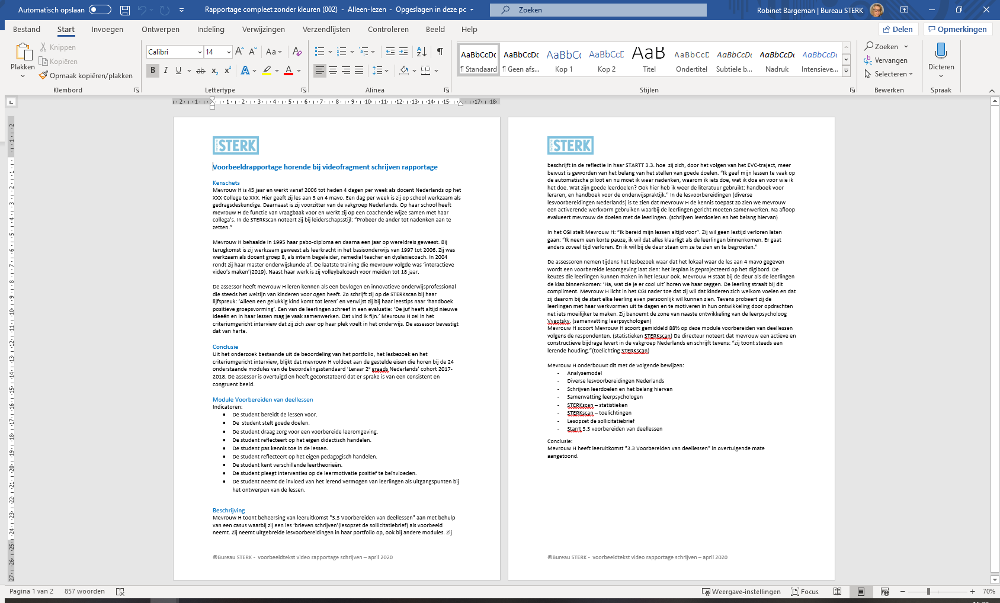 Automatisch opslaan
Rapportage compleet zonder kleuren (002) - Alleen-lezen - Opgeslagen in deze pc
Zoeken
Robinet Bargeman | Bureau STERK
Bestand Start Invoegen Ontwerpen Indeling Verwijzingen Verzendlijsten Controleren Beeld Help
Delen Opmerkingen
Plakken
Knippen
Kopiëren
Opmaak kopiëren/plakken
Klembord
Calibri 14
Lettertype
Alinea
AaBbCcDc AaBbCcDc AaBbCc AaBbCcD AaB AaBbCcD AaBbCcDc AaBbCcDc AaBbCcDc
¶ Standaard ¶ Geen afs... Kop 1 Kop 2 Titel Ondertitel Subtiele b... Nadruk Intensieve...
Stijlen
Zoeken
Vervangen
Selecteren
Bewerken
Dicteren
Spraak
STERK
Voorbeeldrapportage horende bij videofragment schrijven rapportage
Kenschets
Mevrouw H is 45 jaar en werkt vanaf 2006 tot heden 4 dagen per week als docent Nederlands op het
XXX College te XXX. Hier geeft zij les aan 3 en 4 mavo. Een dag per week is zij op school werkzaam als
gedragsdeskundige. Daarnaast is zij voorzitter van de vakgroep Nederlands. Op haar school heeft
mevrouw H de functie van vraagbaak voor en werkt zij op een coachende wijze samen met haar
collega’s. In de STERKscan noteert zij bij leiderschapsstijl: “Probeer de ander tot nadenken aan te
zetten.”
Mevrouw H behaalde in 1995 haar pabo-diploma en daarna een jaar op wereldreis geweest. Bij
terugkomst is zij werkzaam geweest als leerkracht in het basisonderwijs van 1997 tot 2006. Zij was
werkzaam als docent groep 8, als intern begeleider, remedial teacher en dyslexiecoach. In 2004
rondt zij haar master onderwijskunde af. De laatste training die mevrouw volgde was ‘interactieve
video’s maken’(2019). Naast haar werk is zij volleybalcoach voor meiden tot 18 jaar.
De assessor heeft mevrouw H leren kennen als een bevlogen en innovatieve onderwijsprofessional
die steeds het welzijn van kinderen voor ogen heeft. Zo schrijft zij op de STERKscan bij haar
lijfspreuk: ‘Alleen een gelukkig kind komt tot leren’ en verwijst zij bij haar leestips naar ‘handboek
positieve groepsvorming’. Een van de leerlingen schreef in een evaluatie: ‘De juf heeft altijd nieuwe
ideeën en in haar lessen mag je vaak samenwerken. Dat vind ik fijn.’ Mevrouw H zei in het
criteriumgericht interview dat zij zich zeer op haar plek voelt in het onderwijs. De assessor bevestigt
dat van harte.
Conclusie
Uit het onderzoek bestaande uit de beoordeling van het portfolio, het lesbezoek en het
criteriumgericht interview, blijkt dat mevrouw H voldoet aan de gestelde eisen die horen bij de 24
onderstaande modules van de beoordelingsstandaard ‘Leraar 2e graads Nederlands’ cohort 2017-
2018. De assessor is overtuigd en heeft geconstateerd dat er sprake is van een consistent en
congruent beeld.
Module Voorbereiden van deellessen
Indicatoren:
• De student bereidt de lessen voor.
• De  student stelt goede doelen.
• De student draag zorg voor een voorbereide leeromgeving.
• De student reflecteert op het eigen didactisch handelen.
• De student pas kennis toe in de lessen.
• De student reflecteert op het eigen pedagogisch handelen.
• De student kent verschillende leertheorieën.
• De student pleegt interventies op de leermotivatie positief te beïnvloeden.
• De student neemt de invloed van het lerend vermogen van leerlingen als uitgangspunten bij
het ontwerpen van de lessen.
Beschrijving
Mevrouw H toont beheersing van leeruitkomst "3.3 Voorbereiden van deellessen" aan met behulp
van een casus waarbij zij een les ‘brieven schrijven’(lesopzet de sollicitatiebrief) als voorbeeld
neemt. Zij neemt uitgebreide lesvoorbereidingen in haar portfolio op, ook bij andere modules. Zij
©Bureau STERK -  voorbeeldtekst video rapportage schrijven – april 2020
STERK
beschrijft in de reflectie in haar STARTT 3.3. hoe  zij zich, door het volgen van het EVC-traject, meer
bewust is geworden van het belang van het stellen van goede doelen. “Ik geef mijn lessen te vaak op
de automatische piloot en nu moet ik weer nadenken, waarom ik iets doe, wat ik doe en voor wie ik
het doe. Wat zijn goede leerdoelen? Ook hier heb ik weer de literatuur gebruikt: handboek voor
leraren, en handboek voor de onderwijspraktijk.” In de lesvoorbereidingen (diverse
lesvoorbereidingen Nederlands) is te zien dat mevrouw H de kennis toepast zo zien we mevrouw
een activerende werkvorm gebruiken waarbij de leerlingen gericht moeten samenwerken. Na afloop
evalueert mevrouw de doelen met de leerlingen. (schrijven leerdoelen en het belang hiervan)
In het CGI stelt Mevrouw H: “Ik bereid mijn lessen altijd voor”. Zij wil geen lestijd verloren laten
gaan: “Ik neem een korte pauze, ik wil dat alles klaarligt als de leerlingen binnenkomen. Er gaat
anders zoveel tijd verloren. En ik wil bij de deur staan om ze te zien en te begroeten.”
De assessoren nemen tijdens het lesbezoek waar dat het lokaal waar de les aan 4 mavo gegeven
wordt een voorbereide lesomgeving laat zien: het lesplan is geprojecteerd op het digibord. De
keuzes die leerlingen kunnen maken in het lesuur ook. Mevrouw H staat bij de deur als de leerlingen
de klas binnenkomen: ‘Ha, wat zie je er cool uit’ horen we haar zeggen. De leerling straalt bij dit
compliment. Mevrouw H licht in het CGI nader toe dat zij wil dat kinderen zich welkom voelen en dat
zij daarom bij de start elke leerling even persoonlijk wil kunnen zien. Tevens probeert zij de
leerlingen met haar werkvormen uit te dagen en te motiveren in hun ontwikkeling door opdrachten
net iets moeilijker te maken. Zij benoemt de zone van naaste ontwikkeling van de leerpsycholoog
Vygotsky. (samenvatting leerpsychologen)
Mevrouw H scoort Mevrouw H scoort gemiddeld 88% op deze module voorbereiden van deellessen
volgens de respondenten. (statistieken STERKscan) De directeur noteert dat mevrouw een actieve en
constructieve bijdrage levert in de vakgroep Nederlands en schrijft tevens: “zij toont steeds een
lerende houding.”(toelichting STERKscan)
Mevrouw H onderbouwt dit met de volgende bewijzen:
- Analysemodel
- Diverse lesvoorbereidingen Nederlands
- Schrijven leerdoelen en het belang hiervan
- Samenvatting leerpsychologen
- STERKscan – statistieken
- STERKscan – toelichtingen
- Lesopzet de sollicitatiebrief
- Starrt 3.3 voorbereiden van deellessen
Conclusie:
Mevrouw H heeft leeruitkomst "3.3 Voorbereiden van deellessen" in overtuigende mate
aangetoond.
©Bureau STERK -  voorbeeldtekst video rapportage schrijven – april 2020
Pagina 1 van 2 857 woorden
Weergave-instellingen Focus 70%